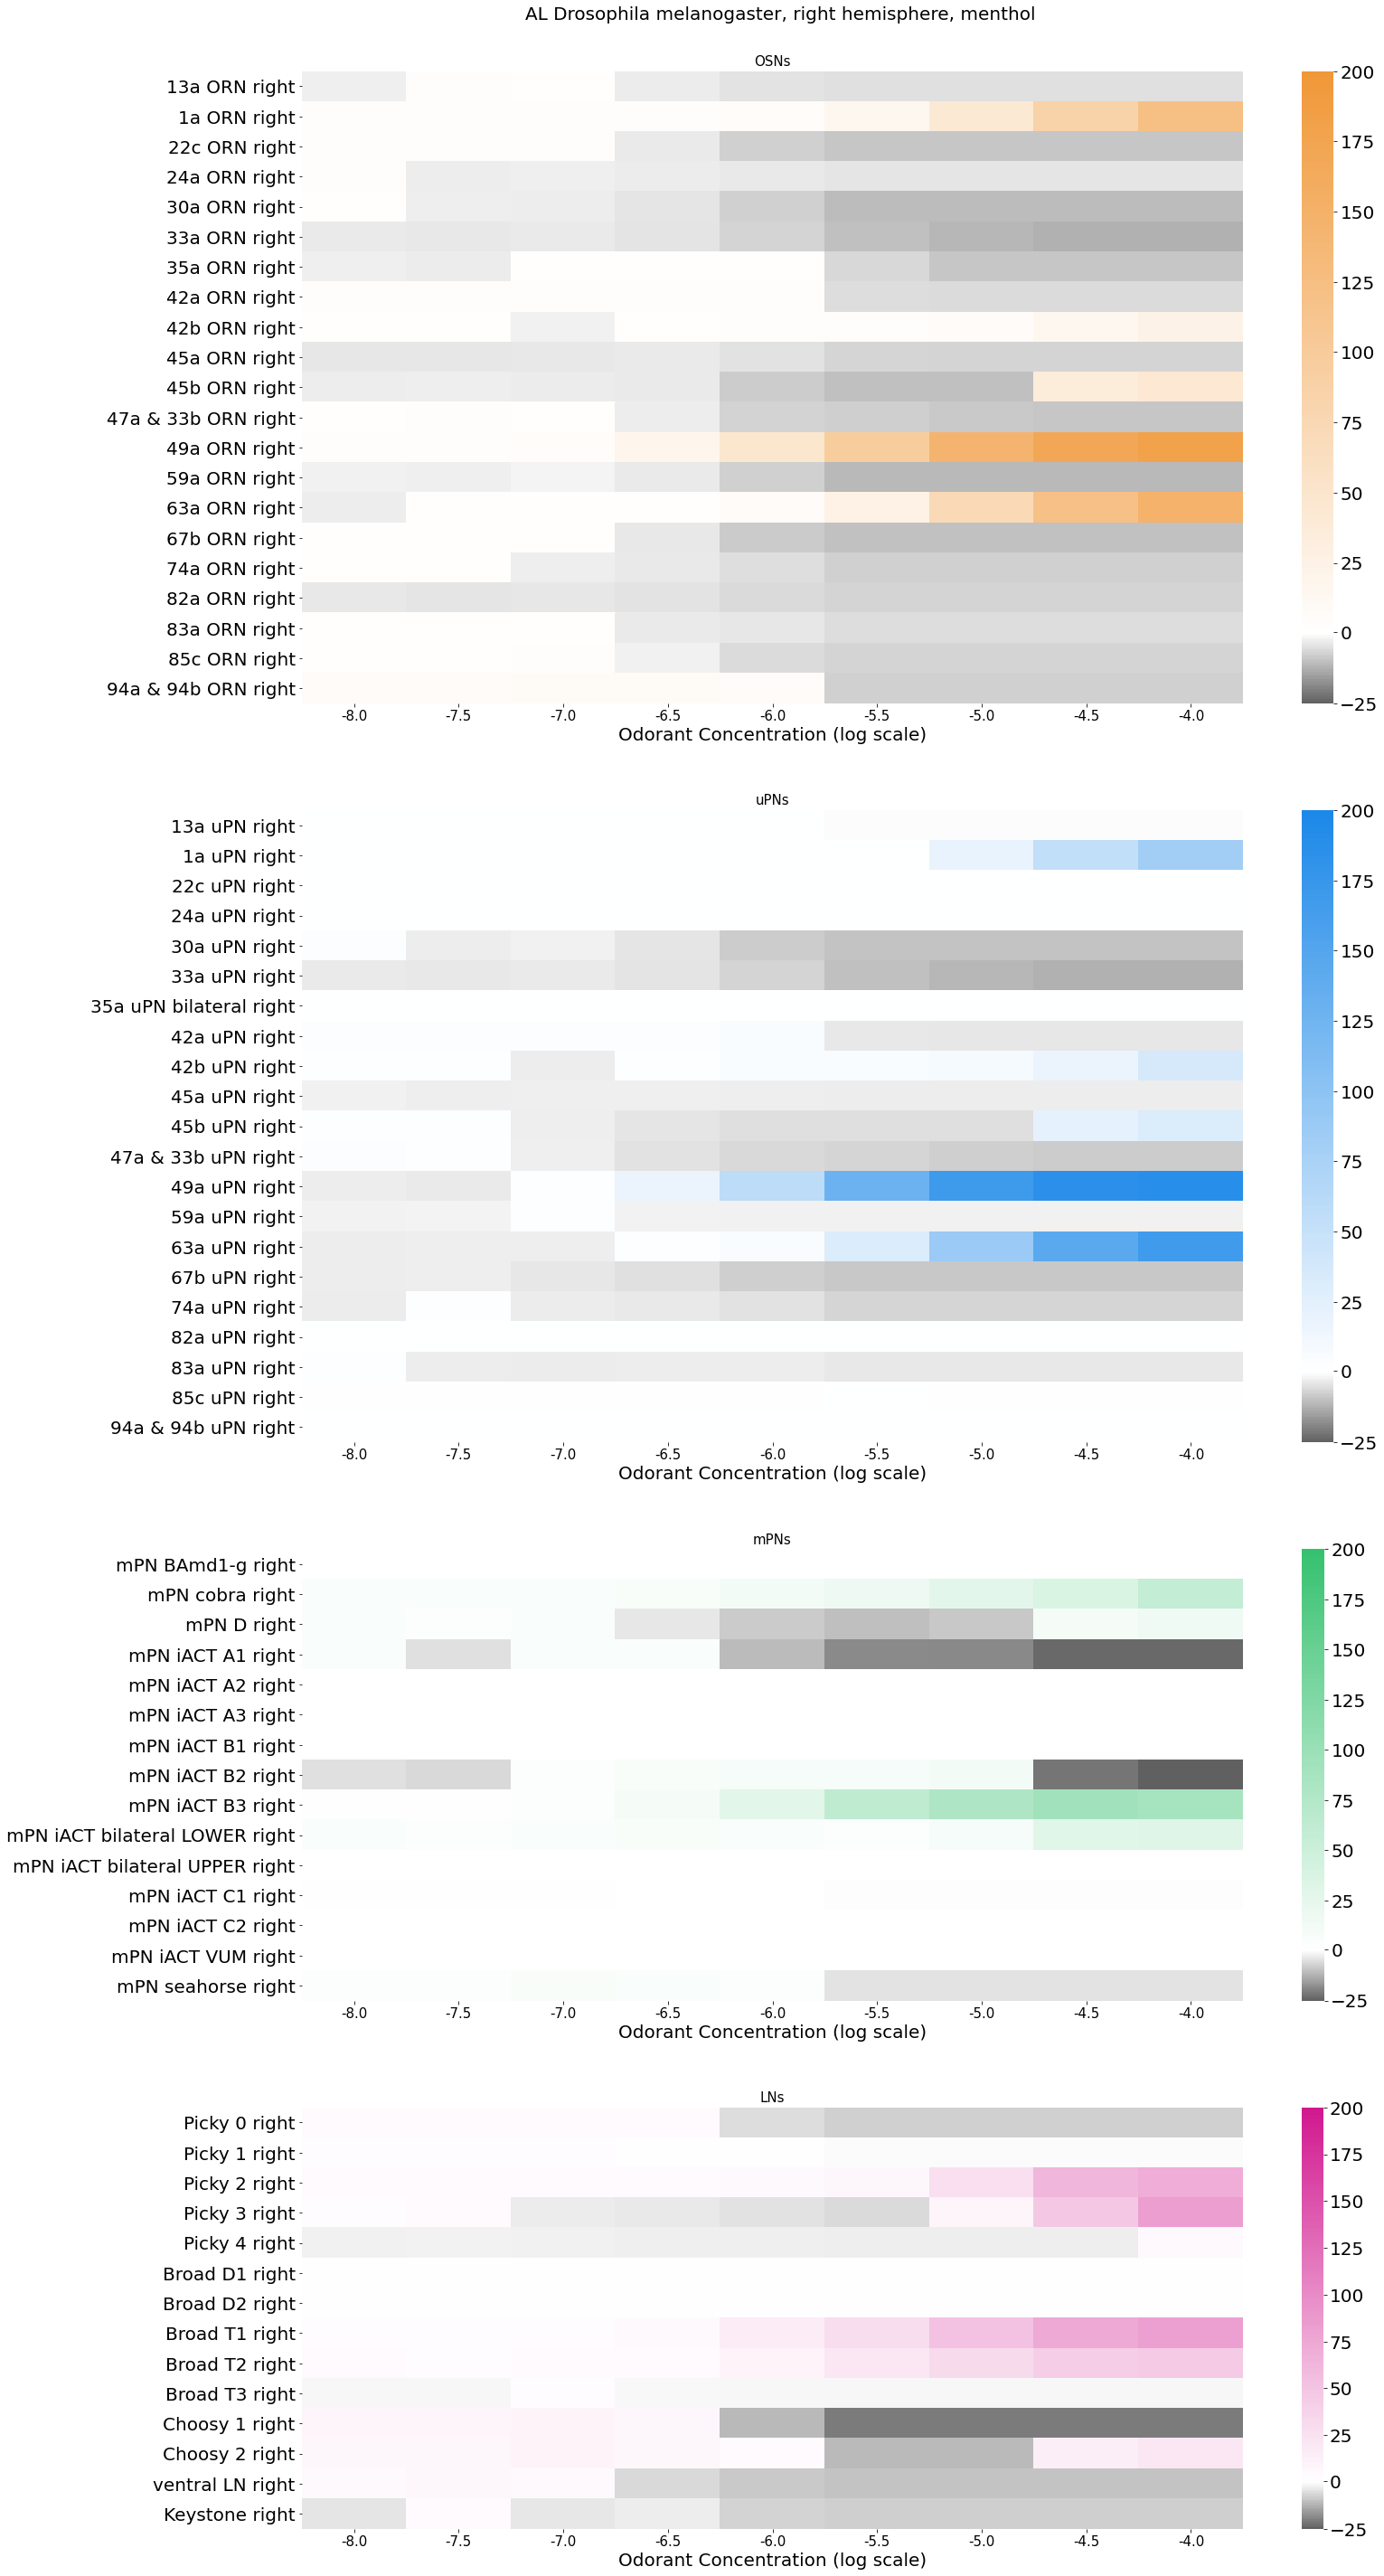 AL Drosophila melanogaster, right hemisphere, menthol
OSNs
13a ORN right
1a ORN right
22c ORN right
24a ORN right
30a ORN right
33a ORN right
35a ORN right
42a ORN right
42b ORN right
45a ORN right
45b ORN right
47a & 33b ORN right
49a ORN right
59a ORN right
63a ORN right
67b ORN right
74a ORN right
82a ORN right
83a ORN right
85c ORN right
94a & 94b ORN right
-8.0 -7.5 -7.0 -6.5 -6.0 -5.5 -5.0 -4.5 -4.0
Odorant Concentration (log scale)
200
175
150
125
100
75
50
25
0
−25
uPNs
13a uPN right
1a uPN right
22c uPN right
24a uPN right
30a uPN right
33a uPN right
35a uPN bilateral right
42a uPN right
42b uPN right
45a uPN right
45b uPN right
47a & 33b uPN right
49a uPN right
59a uPN right
63a uPN right
67b uPN right
74a uPN right
82a uPN right
83a uPN right
85c uPN right
94a & 94b uPN right
-8.0 -7.5 -7.0 -6.5 -6.0 -5.5 -5.0 -4.5 -4.0
Odorant Concentration (log scale)
200
175
150
125
100
75
50
25
0
−25
mPNs
mPN BAmd1-g right
mPN cobra right
mPN D right
mPN iACT A1 right
mPN iACT A2 right
mPN iACT A3 right
mPN iACT B1 right
mPN iACT B2 right
mPN iACT B3 right
mPN iACT bilateral LOWER right
mPN iACT bilateral UPPER right
mPN iACT C1 right
mPN iACT C2 right
mPN iACT VUM right
mPN seahorse right
-8.0 -7.5 -7.0 -6.5 -6.0 -5.5 -5.0 -4.5 -4.0
Odorant Concentration (log scale)
200
175
150
125
100
75
50
25
0
−25
LNs
Picky 0 right
Picky 1 right
Picky 2 right
Picky 3 right
Picky 4 right
Broad D1 right
Broad D2 right
Broad T1 right
Broad T2 right
Broad T3 right
Choosy 1 right
Choosy 2 right
ventral LN right
Keystone right
-8.0 -7.5 -7.0 -6.5 -6.0 -5.5 -5.0 -4.5 -4.0
Odorant Concentration (log scale)
200
175
150
125
100
75
50
25
0
−25